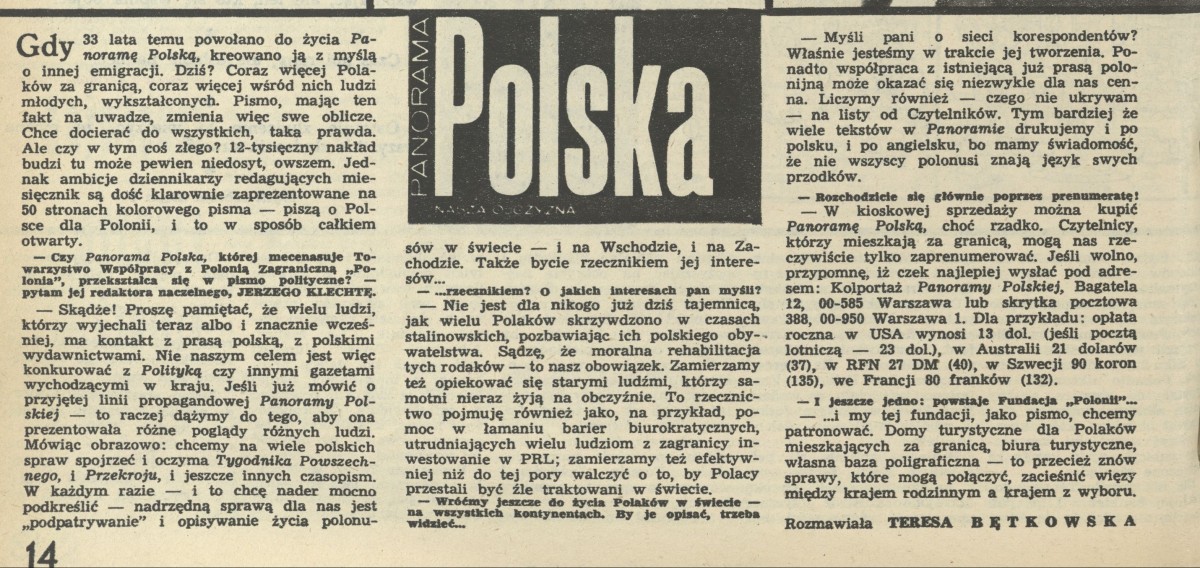 Gdy 33 lata temu powołano do życia Pa-
noramę Polską, kreowano ją z myślą
o innej emigracji. Dziś? Coraz więcej Pola-
ków za granicą, coraz więcej wśród nich ludzi
młodych, wykształconych. Pismo, mając ten
fakt na uwadze, zmienia więc swe oblicze.
Chce docierać do wszystkich, taka prawda.
Ale czy w tym coś złego? 12-tysięczny nakład
budzi tu może pewien niedosyt, owszem. Jed-
nak ambicje dziennikarzy redagujących mie-
sięcznik są dość klarownie zaprezentowane na
50 stronach kolorowego pisma — piszą o Pol-
sce dla Polonii, i to w sposób całkiem
otwarty.
— Czy Panorama Polska, której mecenasuje To-
warzystwo Współpracy z Polonią Zagraniczną „Po-
lonia”, przekształca się w pismo polityczne? —
pytam jej redaktora naczelnego, JERZEGO KLECHTĘ.
— Skądże! Proszę pamiętać, że wielu ludzi,
którzy wyjechali teraz albo i znacznie wcześ-
niej, ma kontakt z prasą polską, z polskimi
wydawnictwami. Nie naszym celem jest więc
konkurować z Polityką czy innymi gazetami
wychodzącymi w kraju. Jeśli już mówić o
przyjętej linii propagandowej Panoramy Pol-
skiej — to raczej dążymy do tego, aby ona
prezentowała różne poglądy różnych ludzi.
Mówiąc obrazowo: chcemy na wiele polskich
spraw spojrzeć i oczyma Tygodnika Powszech-
nego, i Przekroju, i jeszcze innych czasopism.
W każdym razie — i to chcę nader mocno
podkreślić — nadrzędną sprawą dla nas jest
„podpatrywanie” i opisywanie życia polonu-
14
PANORAMA
Polska
NASZA OJCZYZNA
sów w świecie — i na Wschodzie, i na Za-
chodzie. Także bycie rzecznikiem jej intere-
sów...
— ...rzecznikiem? O jakich interesach pan myśli?
— Nie jest dla nikogo już dziś tajemnicą,
jak wielu Polaków skrzywdzono w czasach
stalinowskich, pozbawiając ich polskiego oby-
watelstwa. Sądzę, że moralna rehabilitacja
tych rodaków — to nasz obowiązek. Zamierzamy
też opiekować się starymi ludźmi, którzy sa-
motni nieraz żyją na obczyźnie. To rzecznic-
two pojmuję również jako, na przykład, po-
moc w łamaniu barier biurokratycznych,
utrudniających wielu ludziom z zagranicy in-
westowanie w PRL; zamierzamy też efektyw-
niej niż do tej pory walczyć o to, by Polacy
przestali być źle traktowani w świecie.
— Wróćmy jeszcze do życia Polaków w świecie —
na wszystkich kontynentach. By je opisać, trzeba
widzieć...
— Myśli pani o sieci korespondentów?
Właśnie jesteśmy w trakcie jej tworzenia. Po-
nadto współpraca z istniejącą już prasą polo-
nijną może okazać się niezwykle dla nas cen-
na. Liczymy również — czego nie ukrywam
— na listy od Czytelników. Tym bardziej że
wiele tekstów w Panoramie drukujemy i po
polsku, i po angielsku, bo mamy świadomość,
że nie wszyscy polonusi znają język swych
przodków.
— Rozchodzicie się głównie poprzez prenumeratę!
— W kioskowej sprzedaży można kupić
Panoramę Polską, choć rzadko. Czytelnicy,
którzy mieszkają za granicą, mogą nas rze-
czywiście tylko zaprenumerować. Jeśli wolno,
przypomnę, iż czek najlepiej wysłać pod adre-
sem: Kolportaż Panoramy Polskiej, Bagatela
12, 00-585 Warszawa lub skrytka pocztowa
388, 00-950 Warszawa 1. Dla przykładu: opłata
roczna w USA wynosi 13 dol. (jeśli pocztą
lotniczą — 23 dol.), w Australii 21 dolarów
(37), w RFN 27 DM (40), w Szwecji 90 koron
(135), we Francji 80 franków (132).
— I jeszcze jedno: powstaje Fundacja „Polonii”...
— ...i my tej fundacji, jako pismo, chcemy
patronować. Domy turystyczne dla Polaków
mieszkających za granicą, biura turystyczne,
własna baza poligraficzna — to przecież znów
sprawy, które mogą połączyć, zacieśnić więzy
między krajem rodzinnym a krajem z wyboru.
Rozmawiała TERESA BĘTKOWSKA